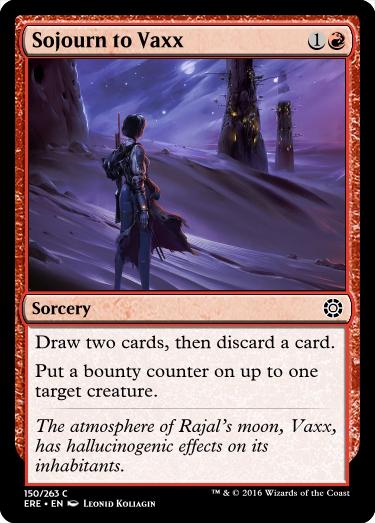 Sojourn to Vaxx 1
Sorcery
Draw two cards, then discard a card.
Put a bounty counter on up to one
target creature.
The atmosphere of Rajal's moon, Vaxx,
has hallucinogenic effects on its
inhabitants.
150/263 C
ERE • EN LEONID KOLIAGIN
™ & © 2016 Wizards of the Coast